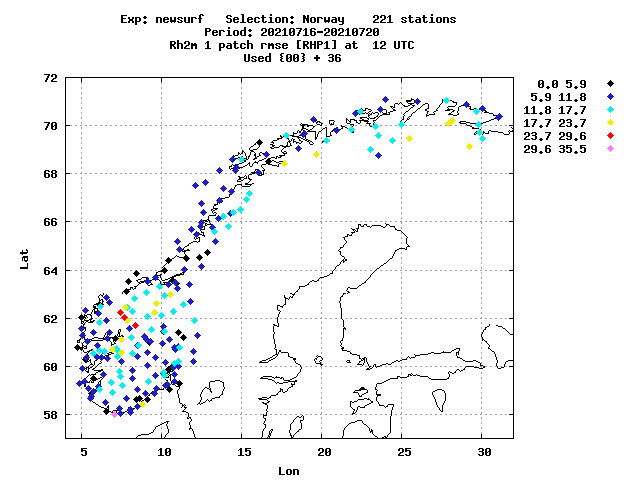 Exp: newsurf Selection: Norway 221 stations
Period: 20210716-20210720
Rh2m 1 patch rmse [RHP1] at 12 UTC
Used {00} + 36
72
70
68
66
64
62
60
58
Lat
5 10 15 20 25 30
Lon
0.0 5.9
5.9 11.8
11.8 17.7
17.7 23.7
23.7 29.6
29.6 35.5